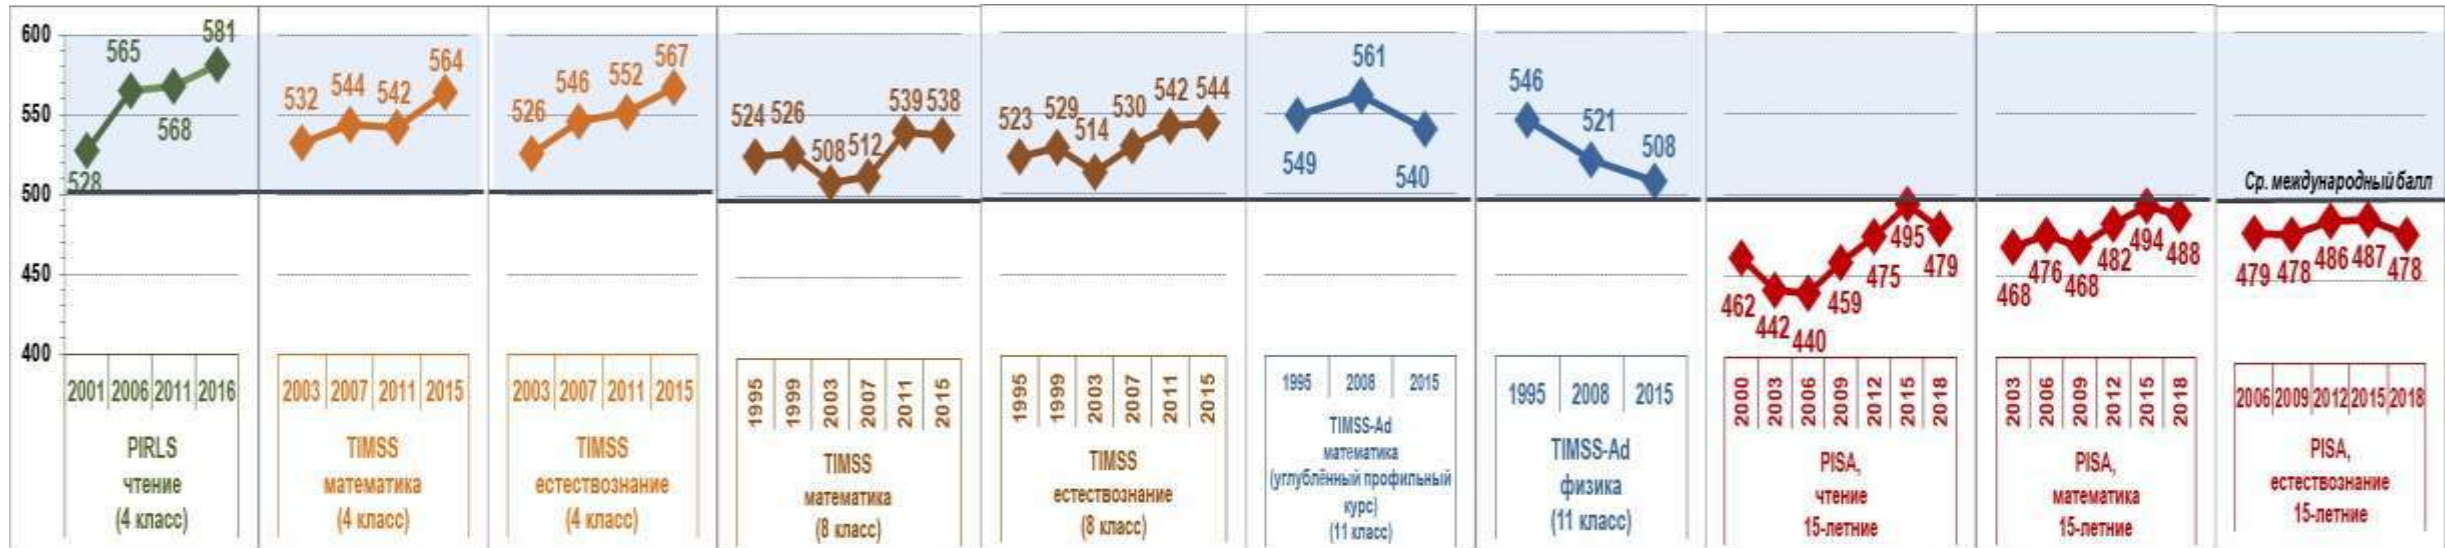 600
550
500
450
400
528
565
568
581
2001 2006 2011 2016
PIRLS
чтение
(4 класс)
532
544
542
564
2003 2007 2011 2015
TIMSS
математика
(4 класс)
526
546
552
567
2003 2007 2011 2015
TIMSS
естествознание
(4 класс)
524
526
508
512
539
538
1995
1999
2003
2007
2011
2015
TIMSS
математика
(8 класс)
523
529
514
530
542
544
1995
1999
2003
2007
2011
2015
TIMSS
естествознание
(8 класс)
549
561
540
1995 2008 2015
TIMSS-Ad
математика
(углублённый профильный
курс)
(11 класс)
546
521
508
1995 2008 2015
TIMSS-Ad
физика
(11 класс)
462
442
440
459
475
495
479
2000
2003
2006
2009
2012
2015
2018
PISA,
чтение
15-летние
468
476
468
482
494
488
2003
2006
2009
2012
2015
2018
PISA,
математика
15-летние
Ср. международный балл
479
478
486
487
478
2006 2009 2012 2015 2018
PISA,
естествознание
15-летние